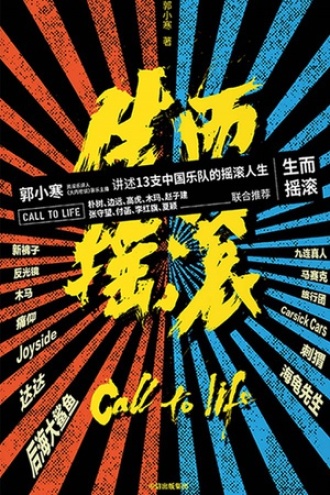 郭小寒 著
生而
摇滚
郭小寒
讲述13支中国乐队的摇滚人生
CALL TO LIFE
朴树、边远、高虎、木玛、赵子健
张守望、付菡、李红旗、夏颖
联合推荐
生而
摇滚
新裤子
反光镜
木马
痛仰
Joyside
达达
后海大鲨鱼
九连真人
马赛克
旅行团
Carsick Cars
刺猬
海龟先生
Call to life
中信出版集团